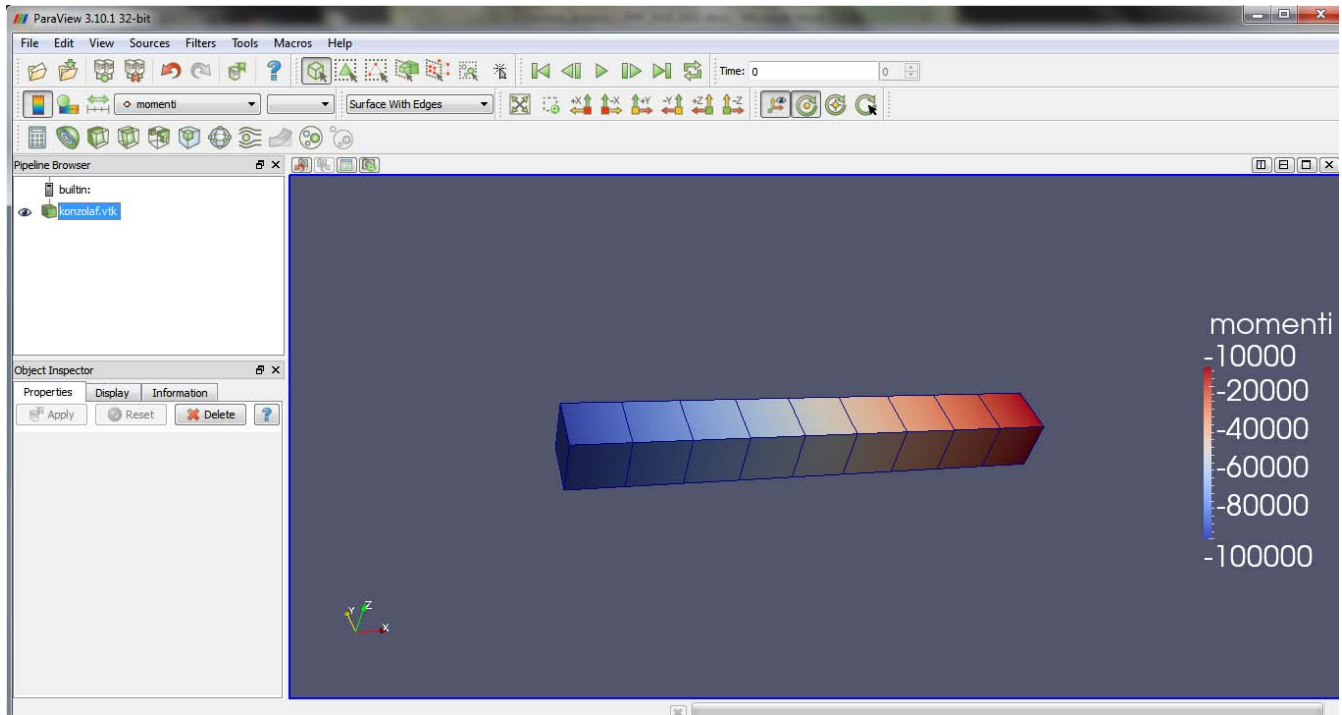 ParaView 3.10.1 32-bit
File Edit View Sources Filters Tools Macros Help
Time: 0 0
momenti Surface With Edges +X -X +Y -Y +Z -Z
Pipeline Browser
builtin:
konzolaf.vtk
Object Inspector
Properties Display Information
Apply Reset Delete ?
momenti
-10000
-20000
-40000
-60000
-80000
-100000
Y Z
X